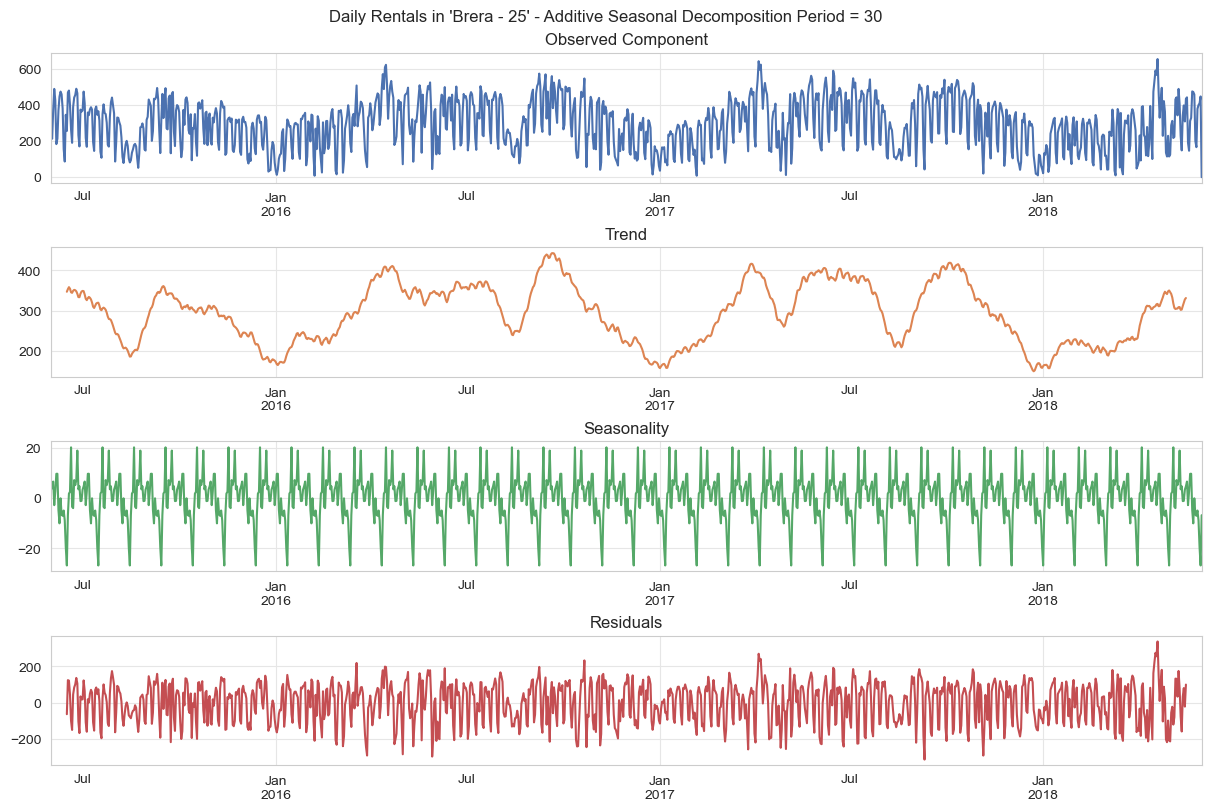 Daily Rentals in 'Brera - 25' - Additive Seasonal Decomposition Period = 30
Observed Component
600
400
200
0
Jul
Jan
2016
Jul
Jan
2017
Jul
Jan
2018
Trend
400
300
200
Jul
Jan
2016
Jul
Jan
2017
Jul
Jan
2018
Seasonality
20
0
−20
Jul
Jan
2016
Jul
Jan
2017
Jul
Jan
2018
Residuals
200
0
−200
Jul
Jan
2016
Jul
Jan
2017
Jul
Jan
2018